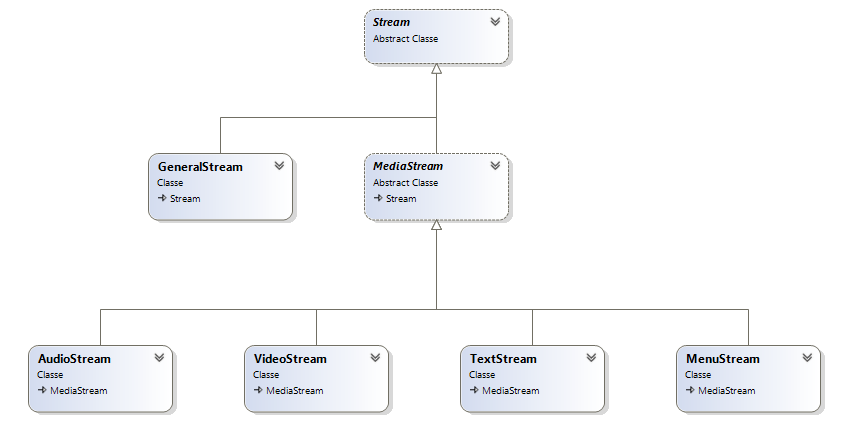 Stream
Abstract Classe
GeneralStream
Classe
Stream
MediaStream
Abstract Classe
Stream
AudioStream
Classe
MediaStream
VideoStream
Classe
MediaStream
TextStream
Classe
MediaStream
MenuStream
Classe
MediaStream